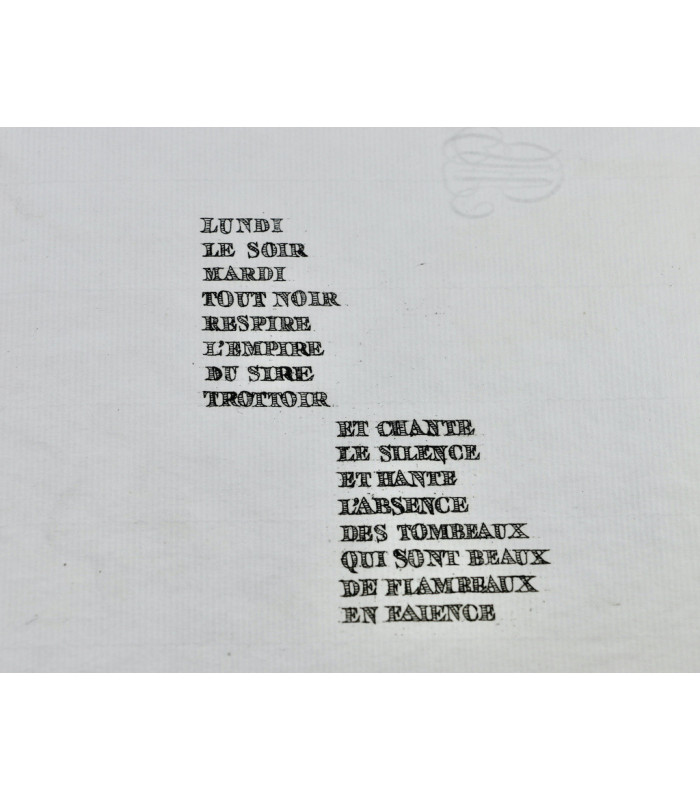 LUNDI
LE SOIR
MARDI
TOUT NOIR
RESPIRE
L'EMPIRE
DU SIRE
TROTTOIR
ET CHANTE
LE SILENCE
ET HANTE
L'ABSENCE
DES TOMBEAUX
QUI SONT BEAUX
DE FLAMBEAUX
EN FAIENCE